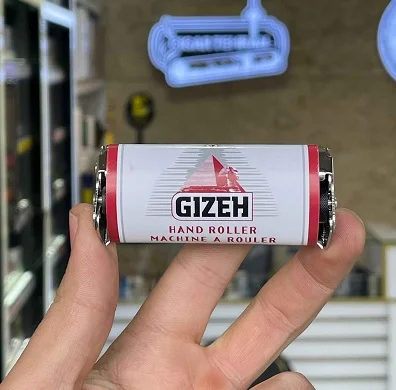 GIZEH
HAND ROLLER
MACHINE A ROULER